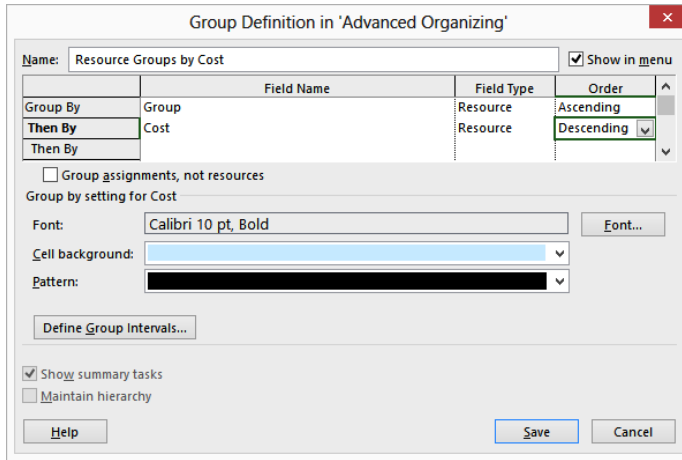 Group Definition in 'Advanced Organizing'
Name: Resource Groups by Cost Show in menu
Field Name Field Type Order
Group By Group Resource Ascending
Then By Cost Resource Descending
Then By
Group assignments, not resources
Group by setting for Cost
Font: Calibri 10 pt, Bold Font...
Cell background:
Pattern:
Define Group Intervals...
Show summary tasks
Maintain hierarchy
Help Save Cancel